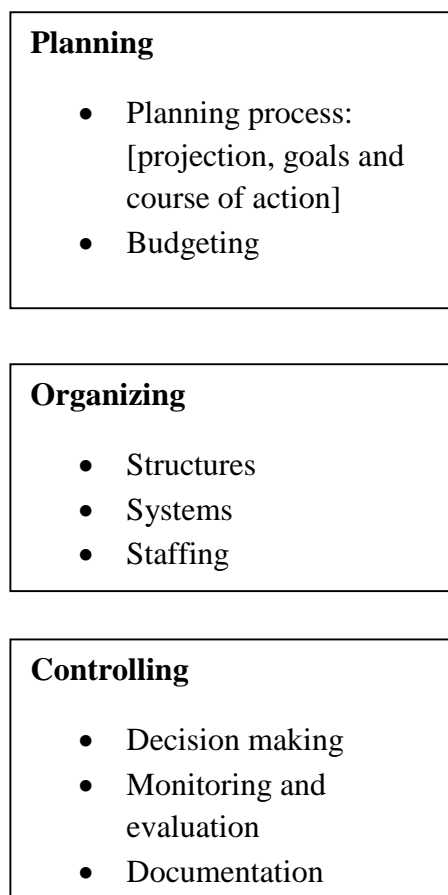 Planning
• Planning process:
[projection, goals and
course of action]
• Budgeting
Organizing
• Structures
• Systems
• Staffing
Controlling
• Decision making
• Monitoring and
evaluation
• Documentation